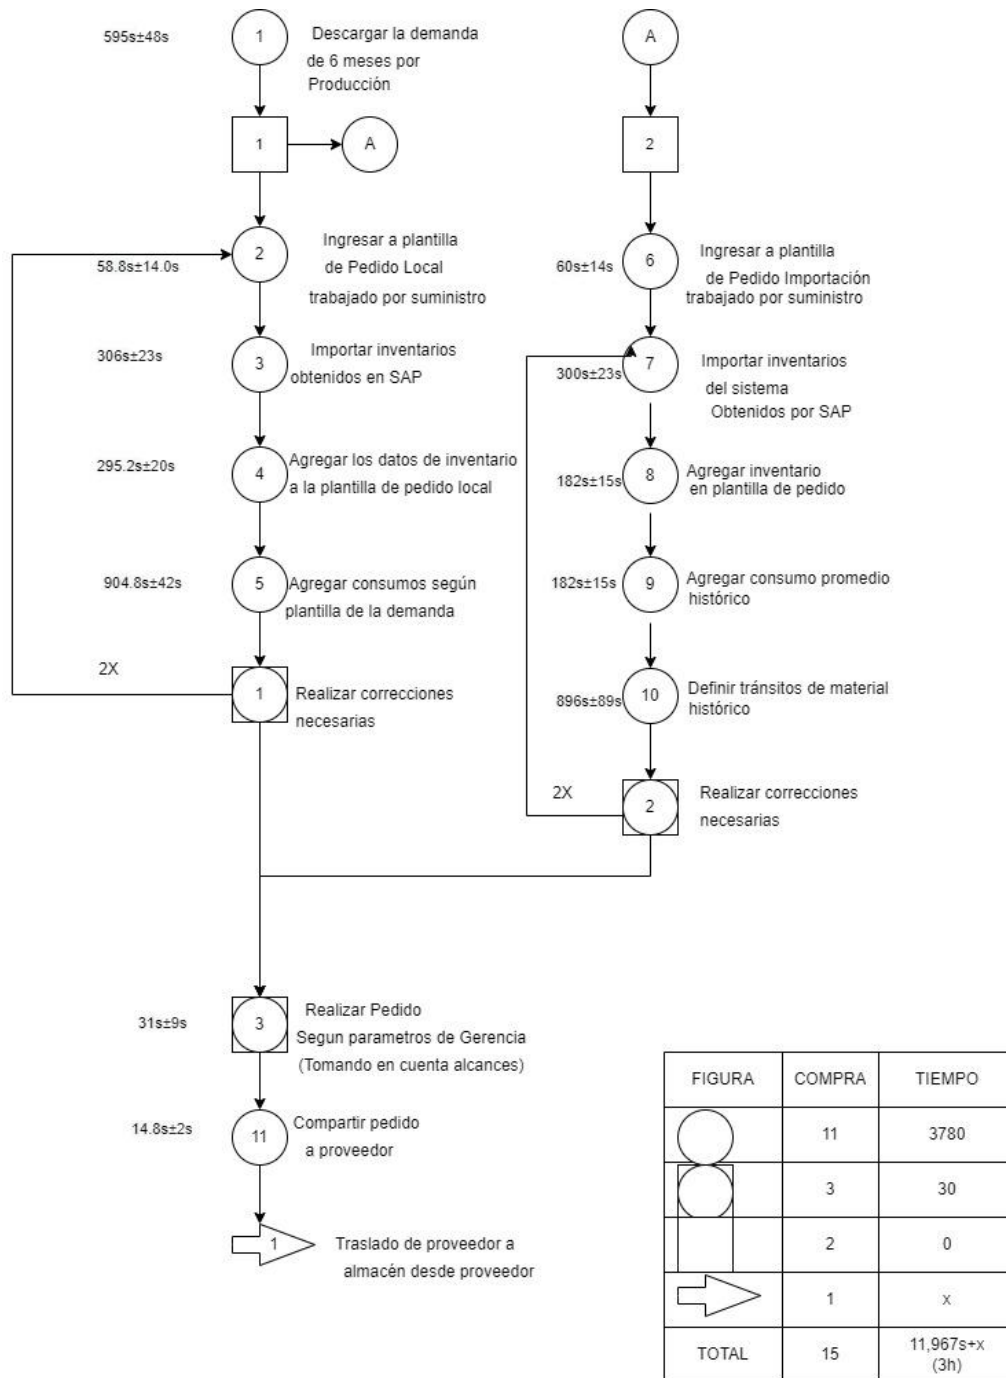 595s±48s
1
Descargar la demanda
de 6 meses por
Producción
1
A
2
Ingresar a plantilla
de Pedido Local
trabajado por suministro
58.8s±14.0s
306s±23s
3
Importar inventarios
obtenidos en SAP
295.2s±20s
4
Agregar los datos de inventario
a la plantilla de pedido local
904.8s±42s
5
Agregar consumos según
plantilla de la demanda
2X
1
Realizar correcciones
necesarias
A
2
60s±14s
6
Ingresar a plantilla
de Pedido Importación
trabajado por suministro
300s±23s
7
Importar inventarios
del sistema
Obtenidos por SAP
182s±15s
8
Agregar inventario
en plantilla de pedido
182s±15s
9
Agregar consumo promedio
histórico
896s±89s
10
Definir tránsitos de material
histórico
2X
2
Realizar correcciones
necesarias
31s±9s
3
Realizar Pedido
Segun parametros de Gerencia
(Tomando en cuenta alcances)
14.8s±2s
11
Compartir pedido
a proveedor
1
Traslado de proveedor a
almacén desde proveedor
FIGURA COMPRA TIEMPO
11 3780
3 30
2 0
1 x
TOTAL 15 11,967s+x
(3h)